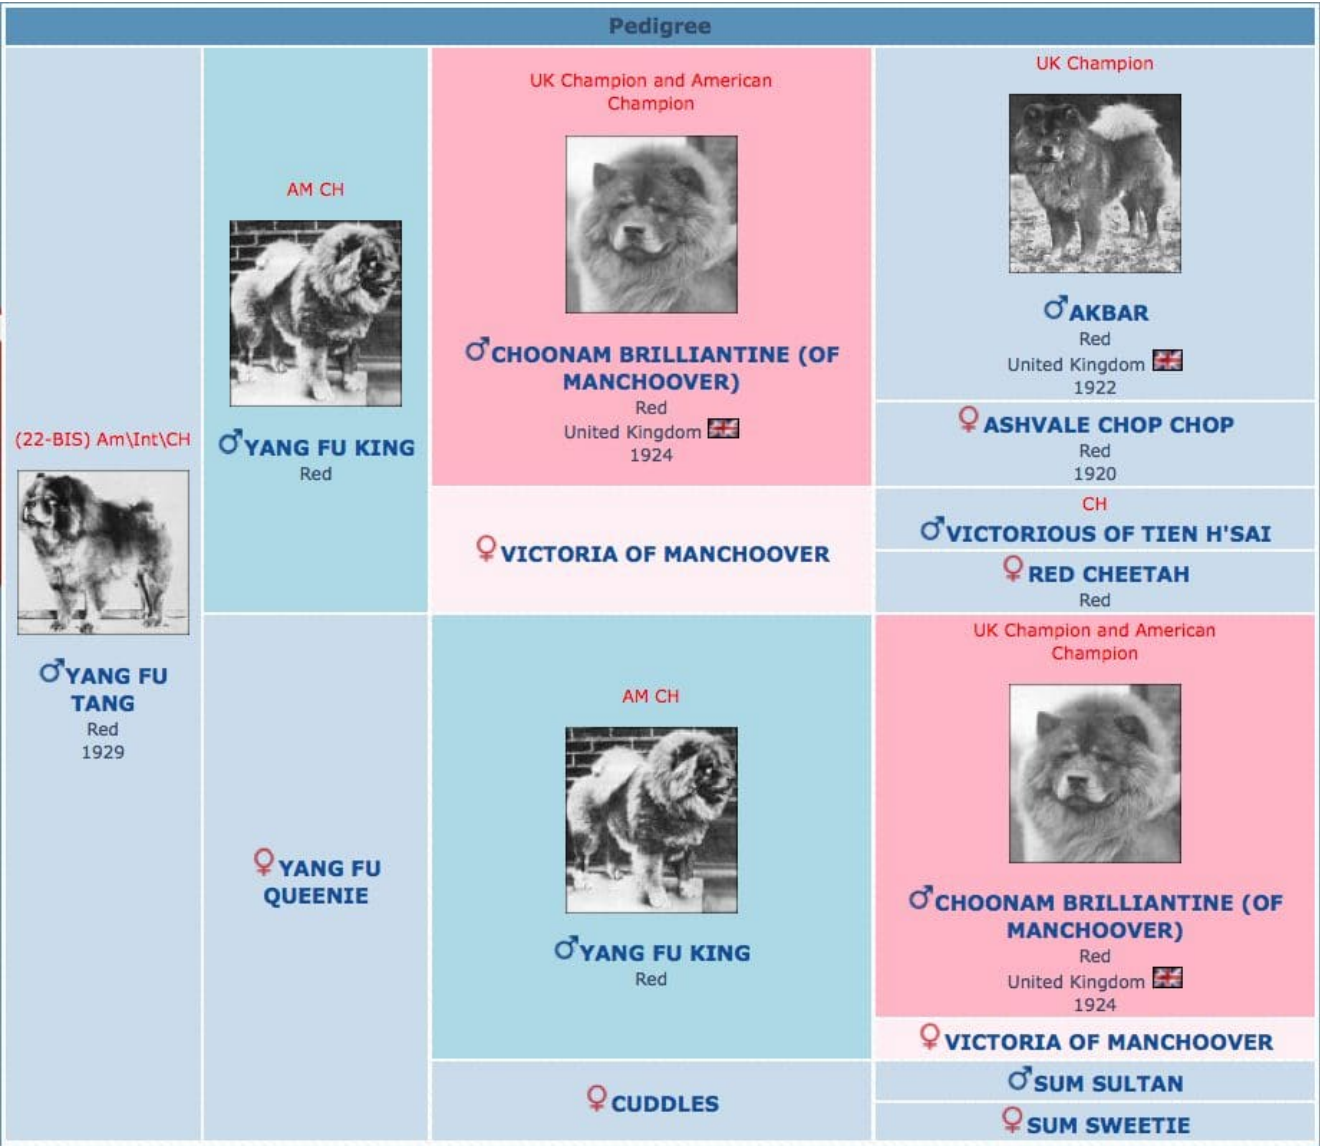 Pedigree
(22-BIS) Am\Int\CH
♂YANG FU
TANG
Red
1929
AM CH
♂YANG FU KING
Red
UK Champion and American
Champion
♂CHOONAM BRILLIANTINE (OF
MANCHOOVER)
Red
United Kingdom
1924
UK Champion
♂AKBAR
Red
United Kingdom
1922
♀ASHVALE CHOP CHOP
Red
1920
♀VICTORIA OF MANCHOOVER
CH
♂VICTORIOUS OF TIEN H'SAI
♀RED CHEETAH
Red
♀YANG FU
QUEENIE
AM CH
♂YANG FU KING
Red
UK Champion and American
Champion
♂CHOONAM BRILLIANTINE (OF
MANCHOOVER)
Red
United Kingdom
1924
♀VICTORIA OF MANCHOOVER
♀CUDDLES
♂SUM SULTAN
♀SUM SWEETIE